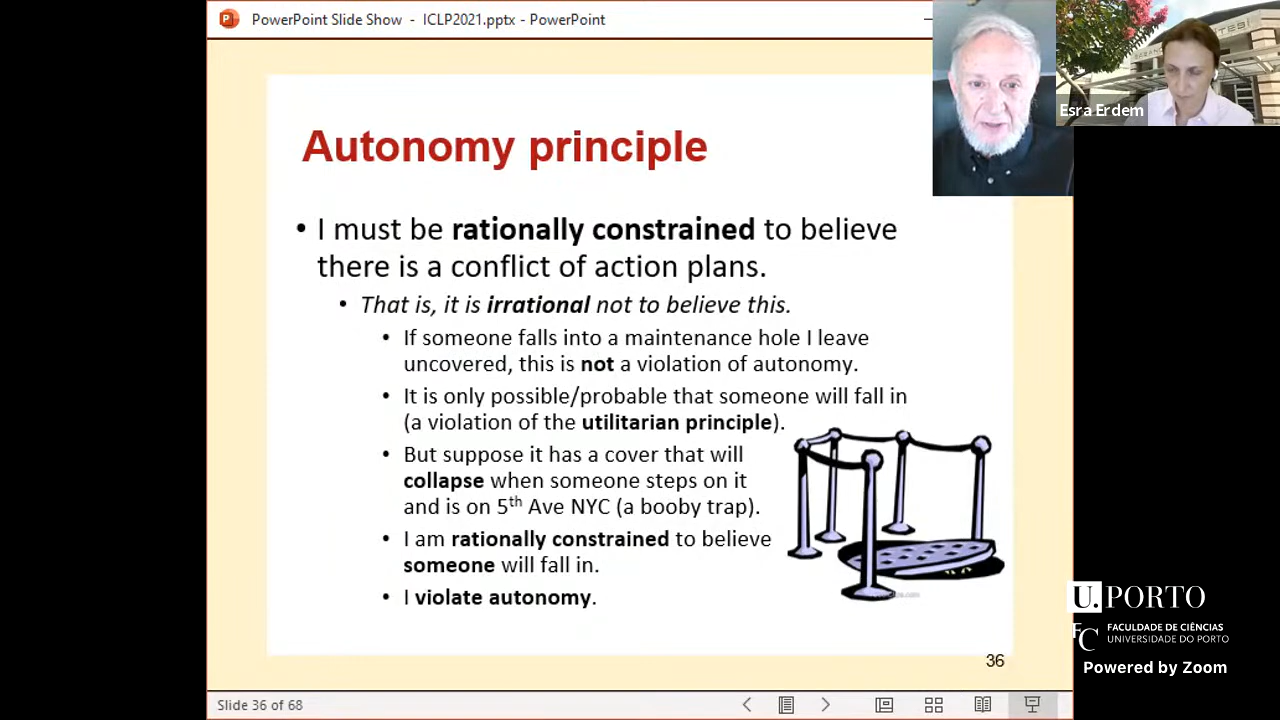 PowerPoint Slide Show - ICLP2021.pptx - PowerPoint
Esra Erdem
Autonomy principle
• I must be rationally constrained to believe
there is a conflict of action plans.
• That is, it is irrational not to believe this.
• If someone falls into a maintenance hole I leave
uncovered, this is not a violation of autonomy.
• It is only possible/probable that someone will fall in
(a violation of the utilitarian principle).
• But suppose it has a cover that will
collapse when someone steps on it
and is on 5th Ave NYC (a booby trap).
• I am rationally constrained to believe
someone will fall in.
• I violate autonomy.
36
U.PORTO
FC FACULDADE DE CIÊNCIAS
UNIVERSIDADE DO PORTO
Powered by Zoom
Slide 36 of 68